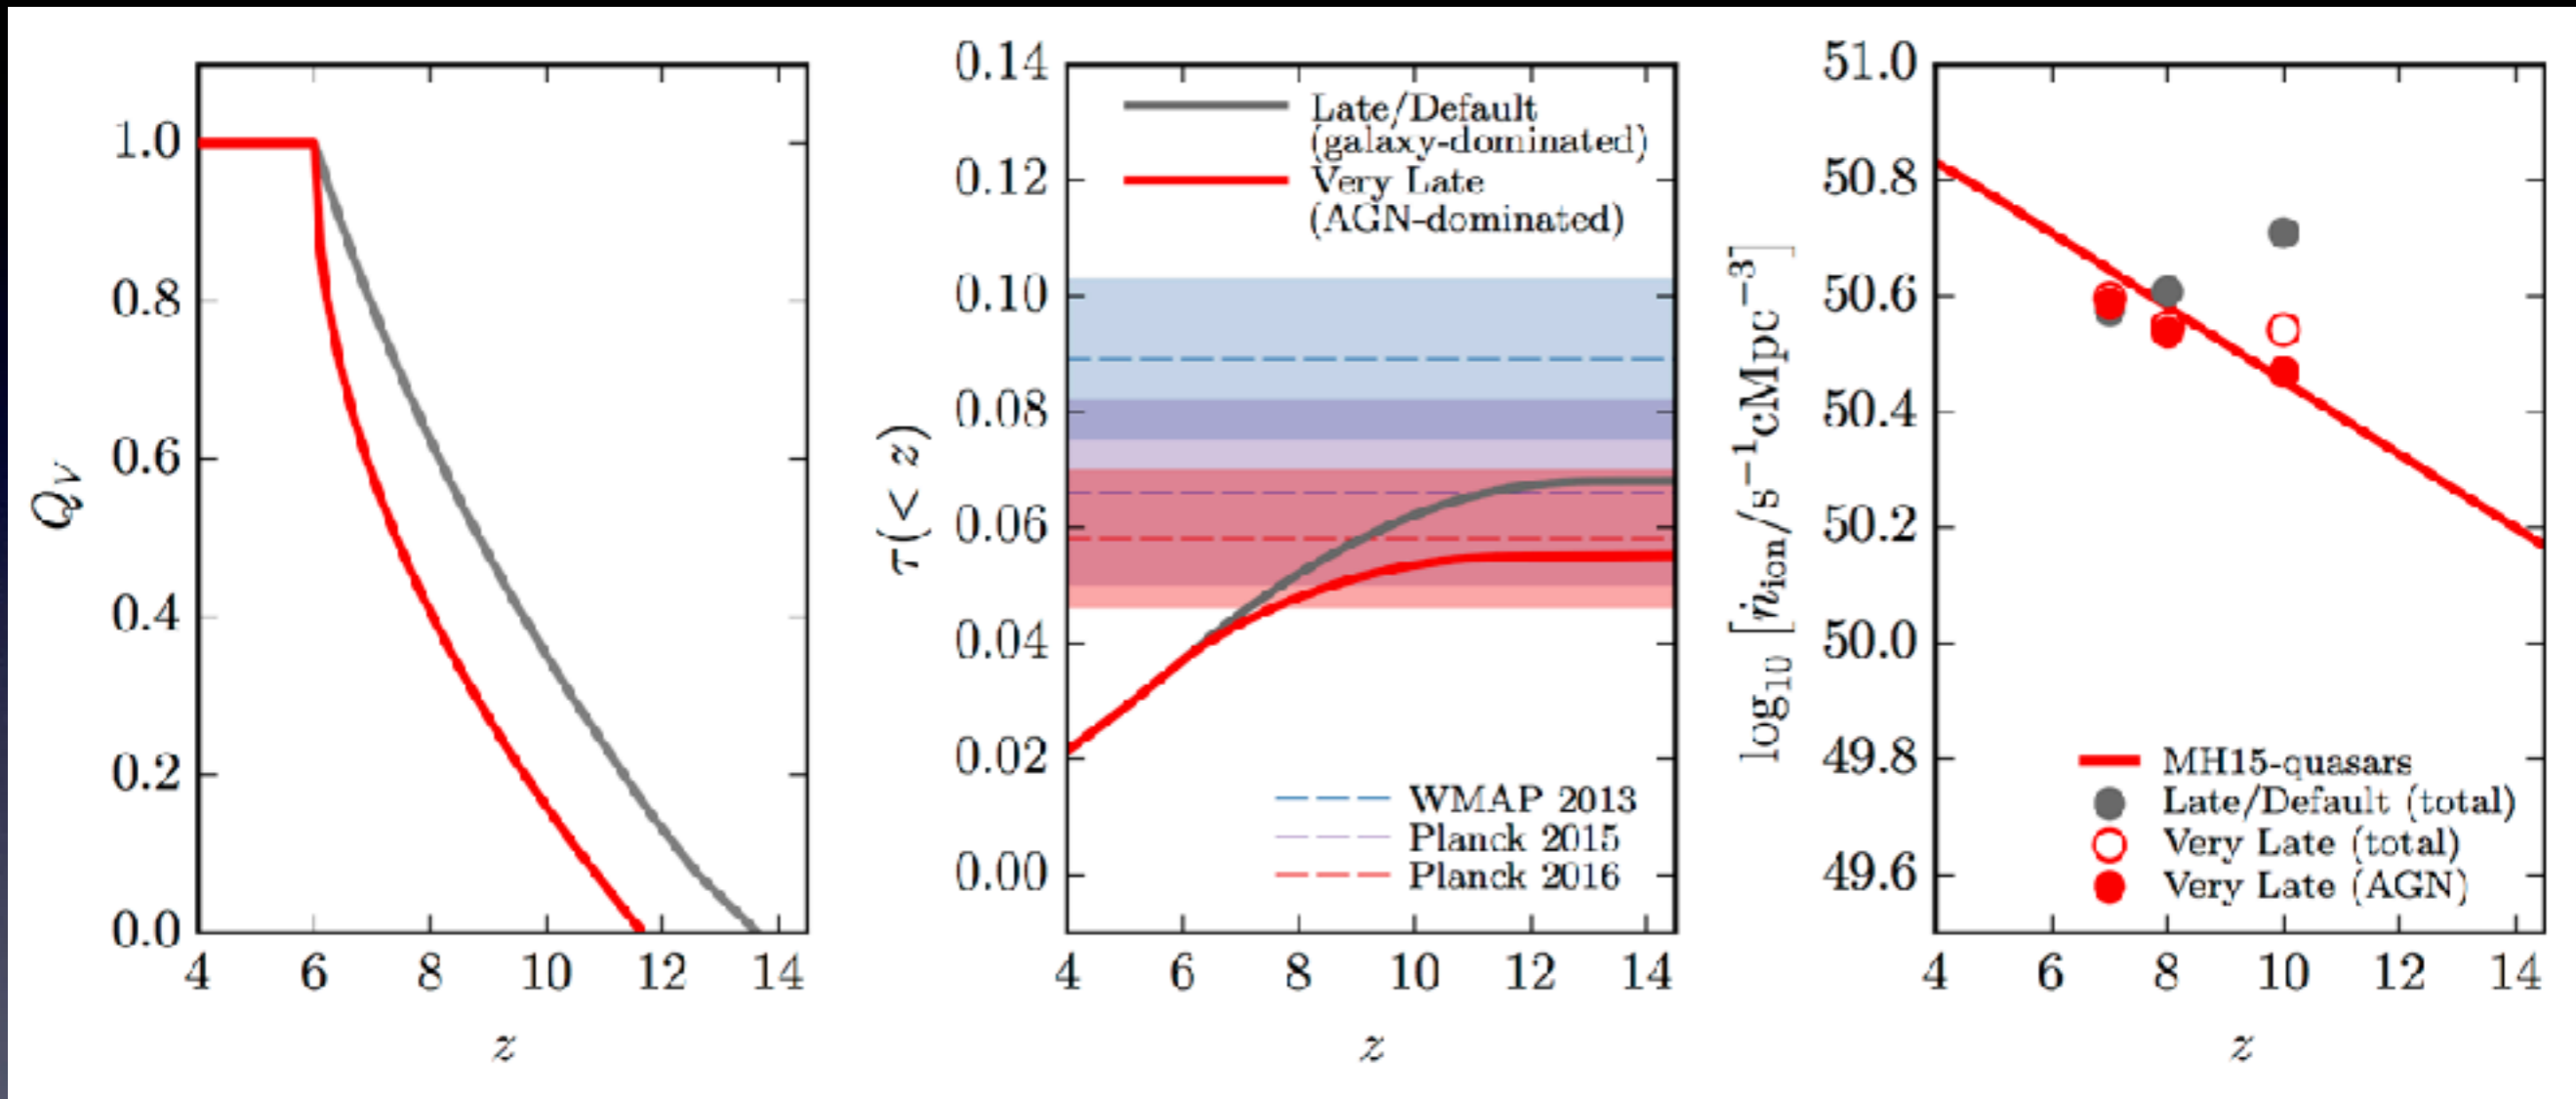 1.0
0.8
0.6
0.4
0.2
0.0
Q_V
4 6 8 10 12 14
z
0.14
0.12
0.10
0.08
0.06
0.04
0.02
0.00
τ(< z)
Late/Default
(galaxy-dominated)
Very Late
(AGN-dominated)
WMAP 2013
Planck 2015
Planck 2016
4 6 8 10 12 14
z
51.0
50.8
50.6
50.4
50.2
50.0
49.8
49.6
log₁₀ [ṅ_ion/s⁻¹cMpc⁻³]
MH15-quasars
Late/Default (total)
Very Late (total)
Very Late (AGN)
4 6 8 10 12 14
z